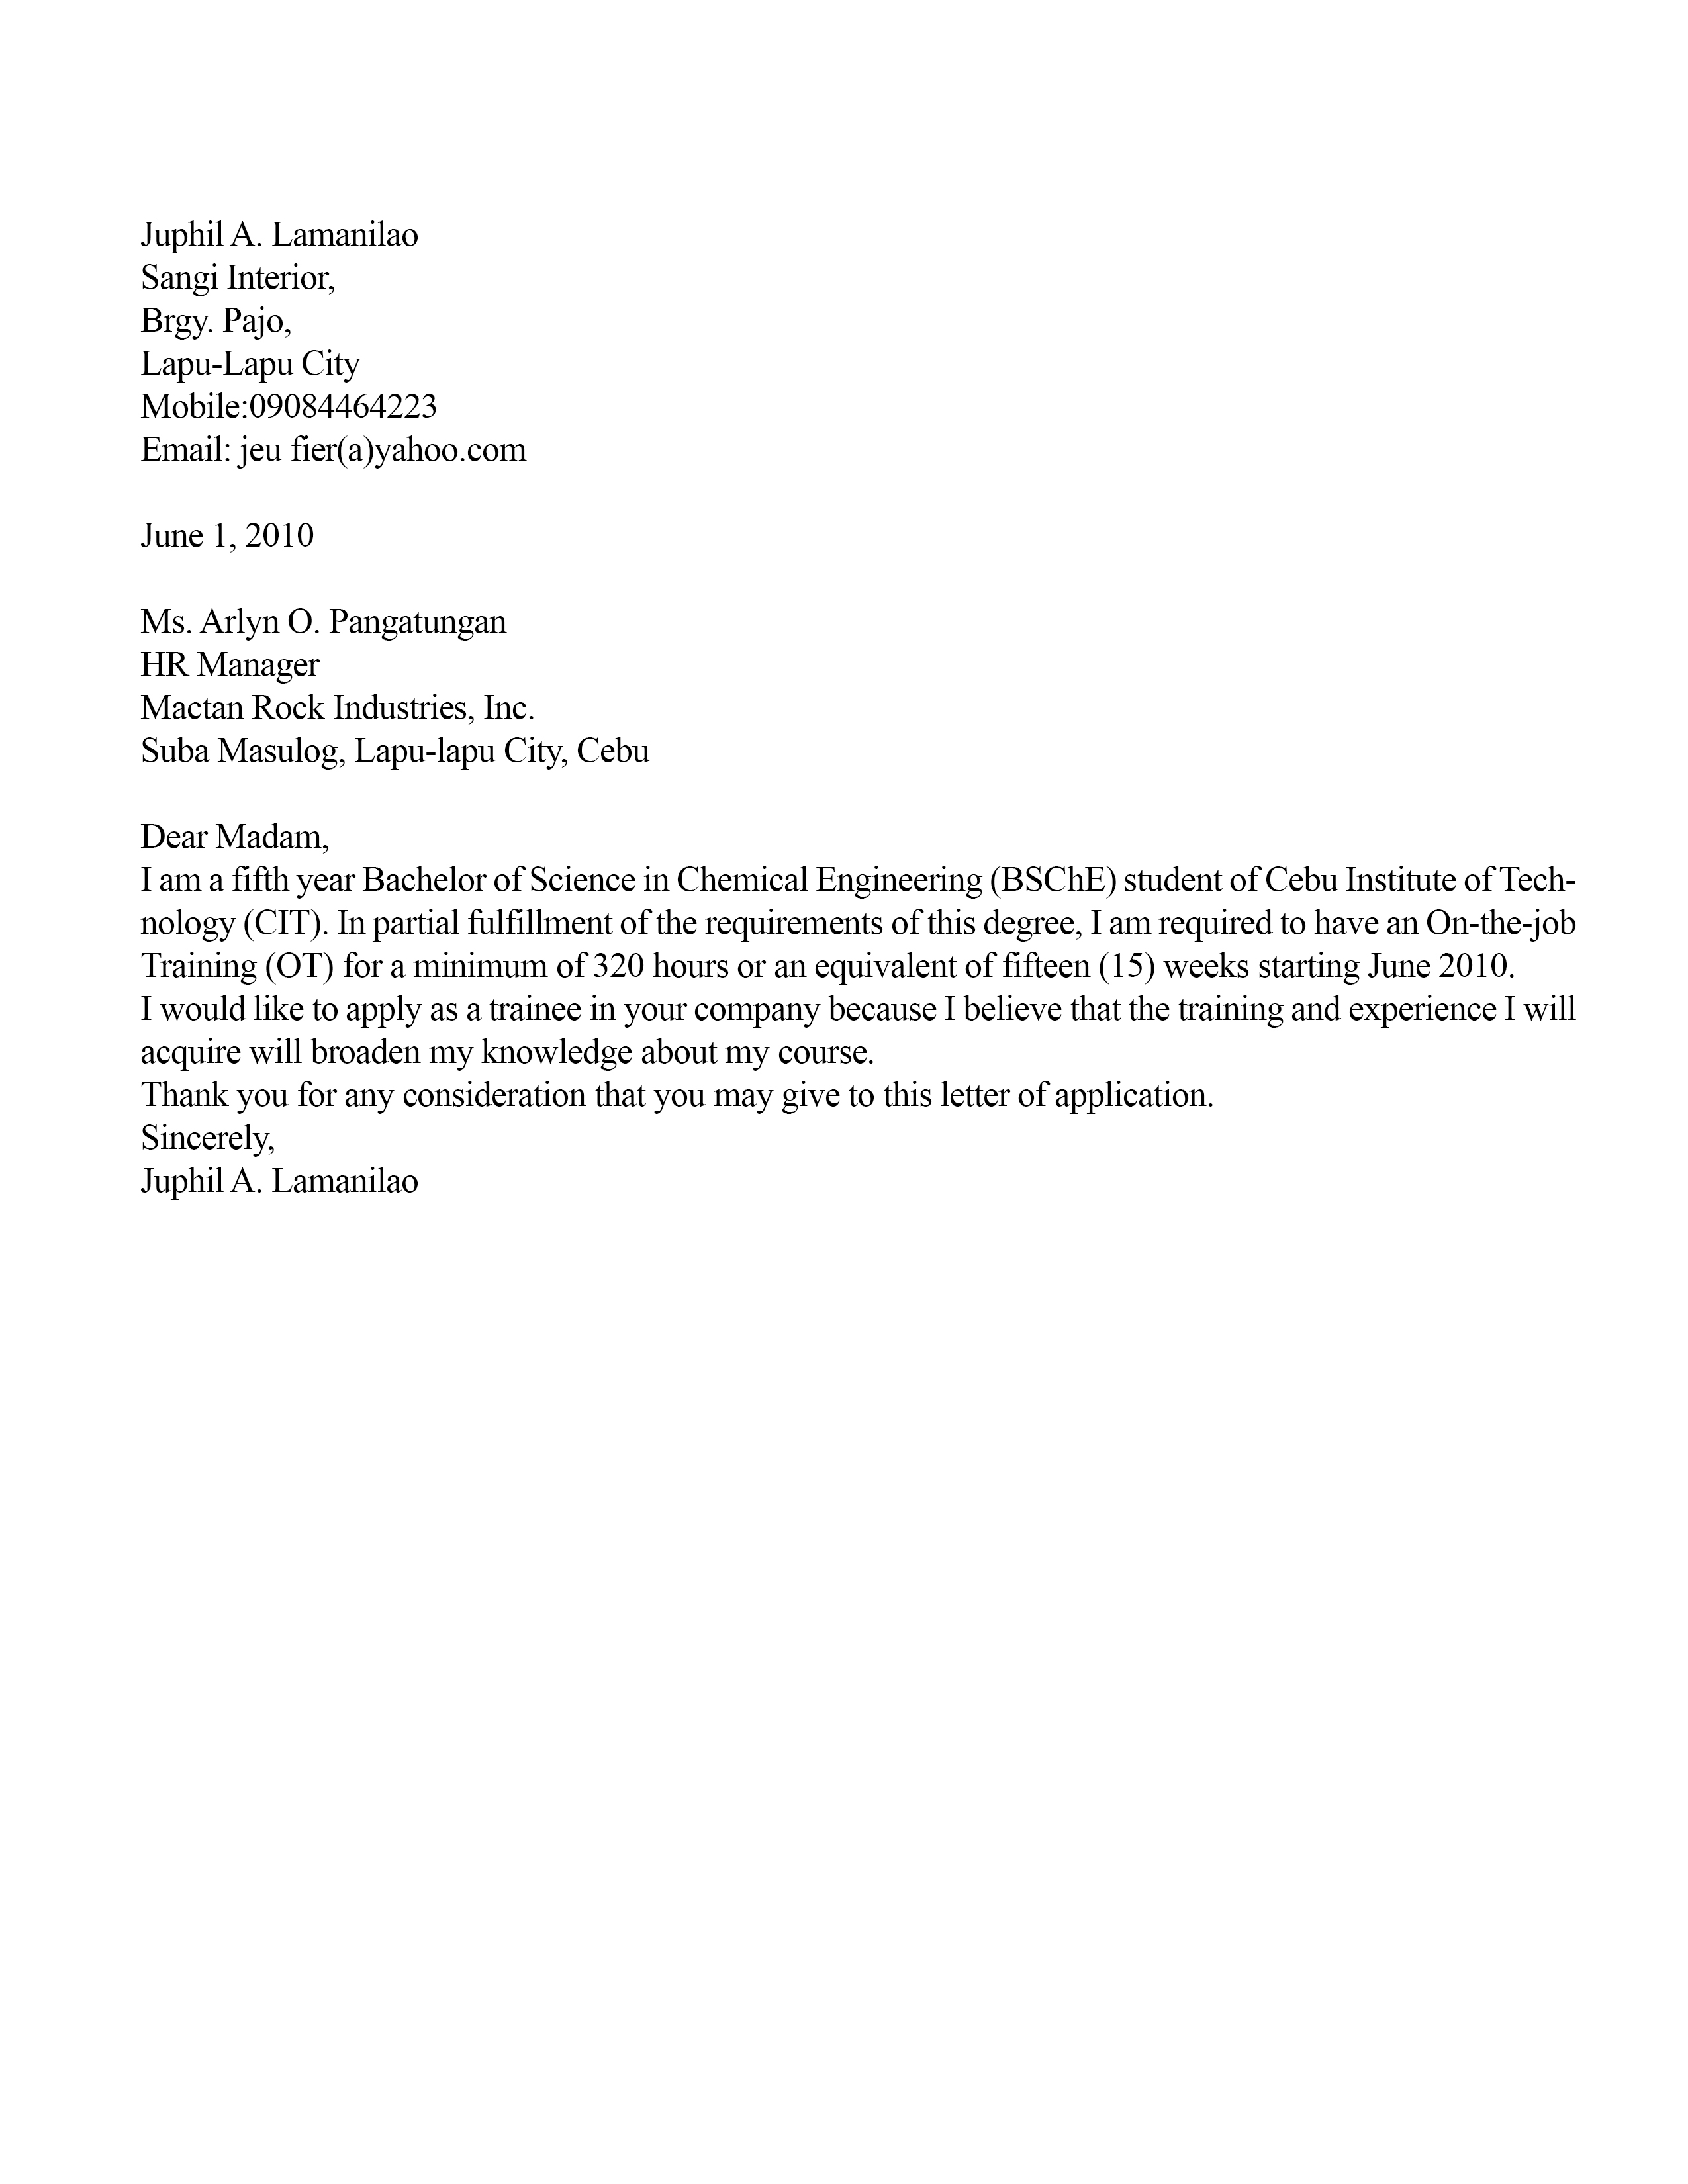 Juphil A. Lamanilao
Sangi Interior,
Brgy. Pajo,
Lapu-Lapu City
Mobile:09084464223
Email: jeu fier(a)yahoo.com
June 1, 2010
Ms. Arlyn O. Pangatungan
HR Manager
Mactan Rock Industries, Inc.
Suba Masulog, Lapu-lapu City, Cebu
Dear Madam,
I am a fifth year Bachelor of Science in Chemical Engineering (BSChE) student of Cebu Institute of Tech-
nology (CIT). In partial fulfillment of the requirements of this degree, I am required to have an On-the-job
Training (OT) for a minimum of 320 hours or an equivalent of fifteen (15) weeks starting June 2010.
I would like to apply as a trainee in your company because I believe that the training and experience I will
acquire will broaden my knowledge about my course.
Thank you for any consideration that you may give to this letter of application.
Sincerely,
Juphil A. Lamanilao